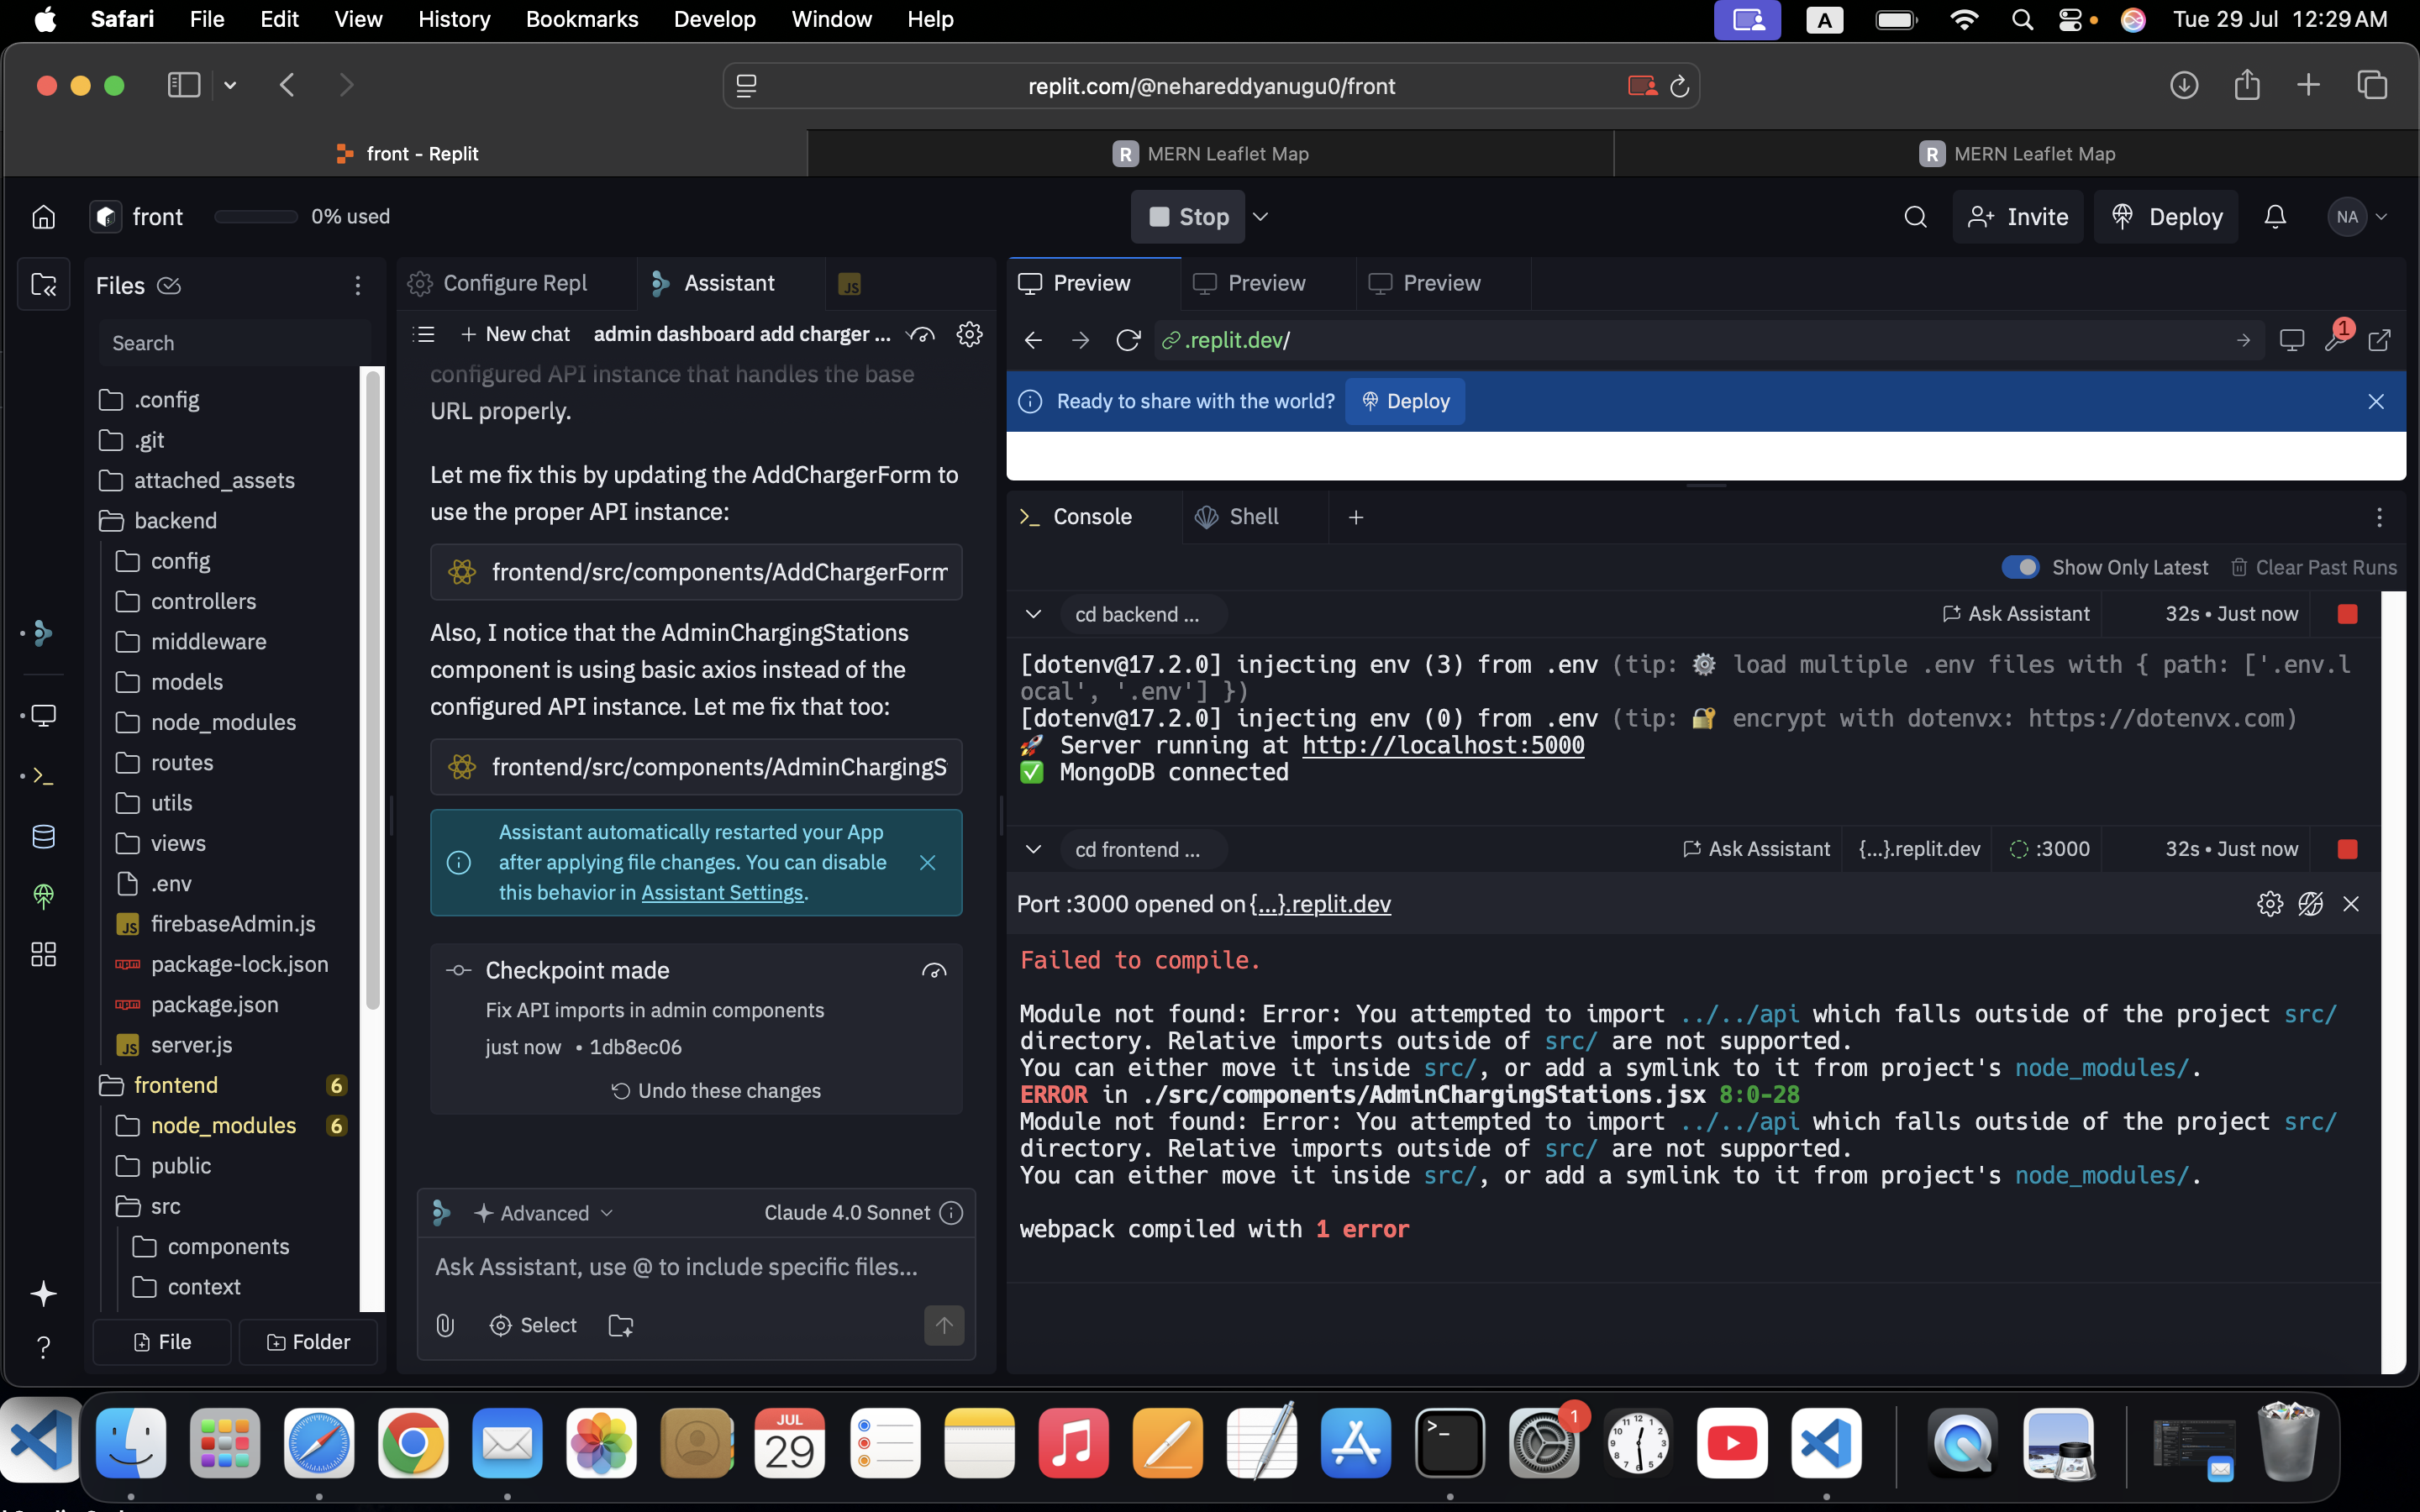 Safari File Edit View History Bookmarks Develop Window Help
A
Tue 29 Jul 12:29 AM
replit.com/@nehareddyanugu0/front
front - Replit
R MERN Leaflet Map
R MERN Leaflet Map
front 0% used
Stop
Invite
Deploy
NA
Files
Search
.config
.git
attached_assets
backend
config
controllers
middleware
models
node_modules
routes
utils
views
.env
JS firebaseAdmin.js
package-lock.json
package.json
JS server.js
frontend 6
node_modules 6
public
src
components
context
File
Folder
?
Configure Repl
Assistant
JS
+ New chat
admin dashboard add charger ...
configured API instance that handles the base
URL properly.
Let me fix this by updating the AddChargerForm to
use the proper API instance:
frontend/src/components/AddChargerForm
Also, I notice that the AdminChargingStations
component is using basic axios instead of the
configured API instance. Let me fix that too:
frontend/src/components/AdminChargingS
Assistant automatically restarted your App
after applying file changes. You can disable
this behavior in Assistant Settings.
Checkpoint made
Fix API imports in admin components
just now • 1db8ec06
Undo these changes
Advanced
Claude 4.0 Sonnet
Ask Assistant, use @ to include specific files...
Select
Preview
Preview
Preview
.replit.dev/
1
Ready to share with the world?
Deploy
Console
Shell
Show Only Latest
Clear Past Runs
cd backend ...
Ask Assistant
32s • Just now
[dotenv@17.2.0] injecting env (3) from .env (tip: ⚙️ load multiple .env files with { path: ['.env.l
ocal', '.env'] })
[dotenv@17.2.0] injecting env (0) from .env (tip: 🔐 encrypt with dotenvx: https://dotenvx.com)
🚀 Server running at http://localhost:5000
✅ MongoDB connected
cd frontend ...
Ask Assistant
{...}.replit.dev
:3000
32s • Just now
Port :3000 opened on {...}.replit.dev
Failed to compile.
Module not found: Error: You attempted to import ../../api which falls outside of the project src/
directory. Relative imports outside of src/ are not supported.
You can either move it inside src/, or add a symlink to it from project's node_modules/.
ERROR in ./src/components/AdminChargingStations.jsx 8:0-28
Module not found: Error: You attempted to import ../../api which falls outside of the project src/
directory. Relative imports outside of src/ are not supported.
You can either move it inside src/, or add a symlink to it from project's node_modules/.
webpack compiled with 1 error
JUL
29
1